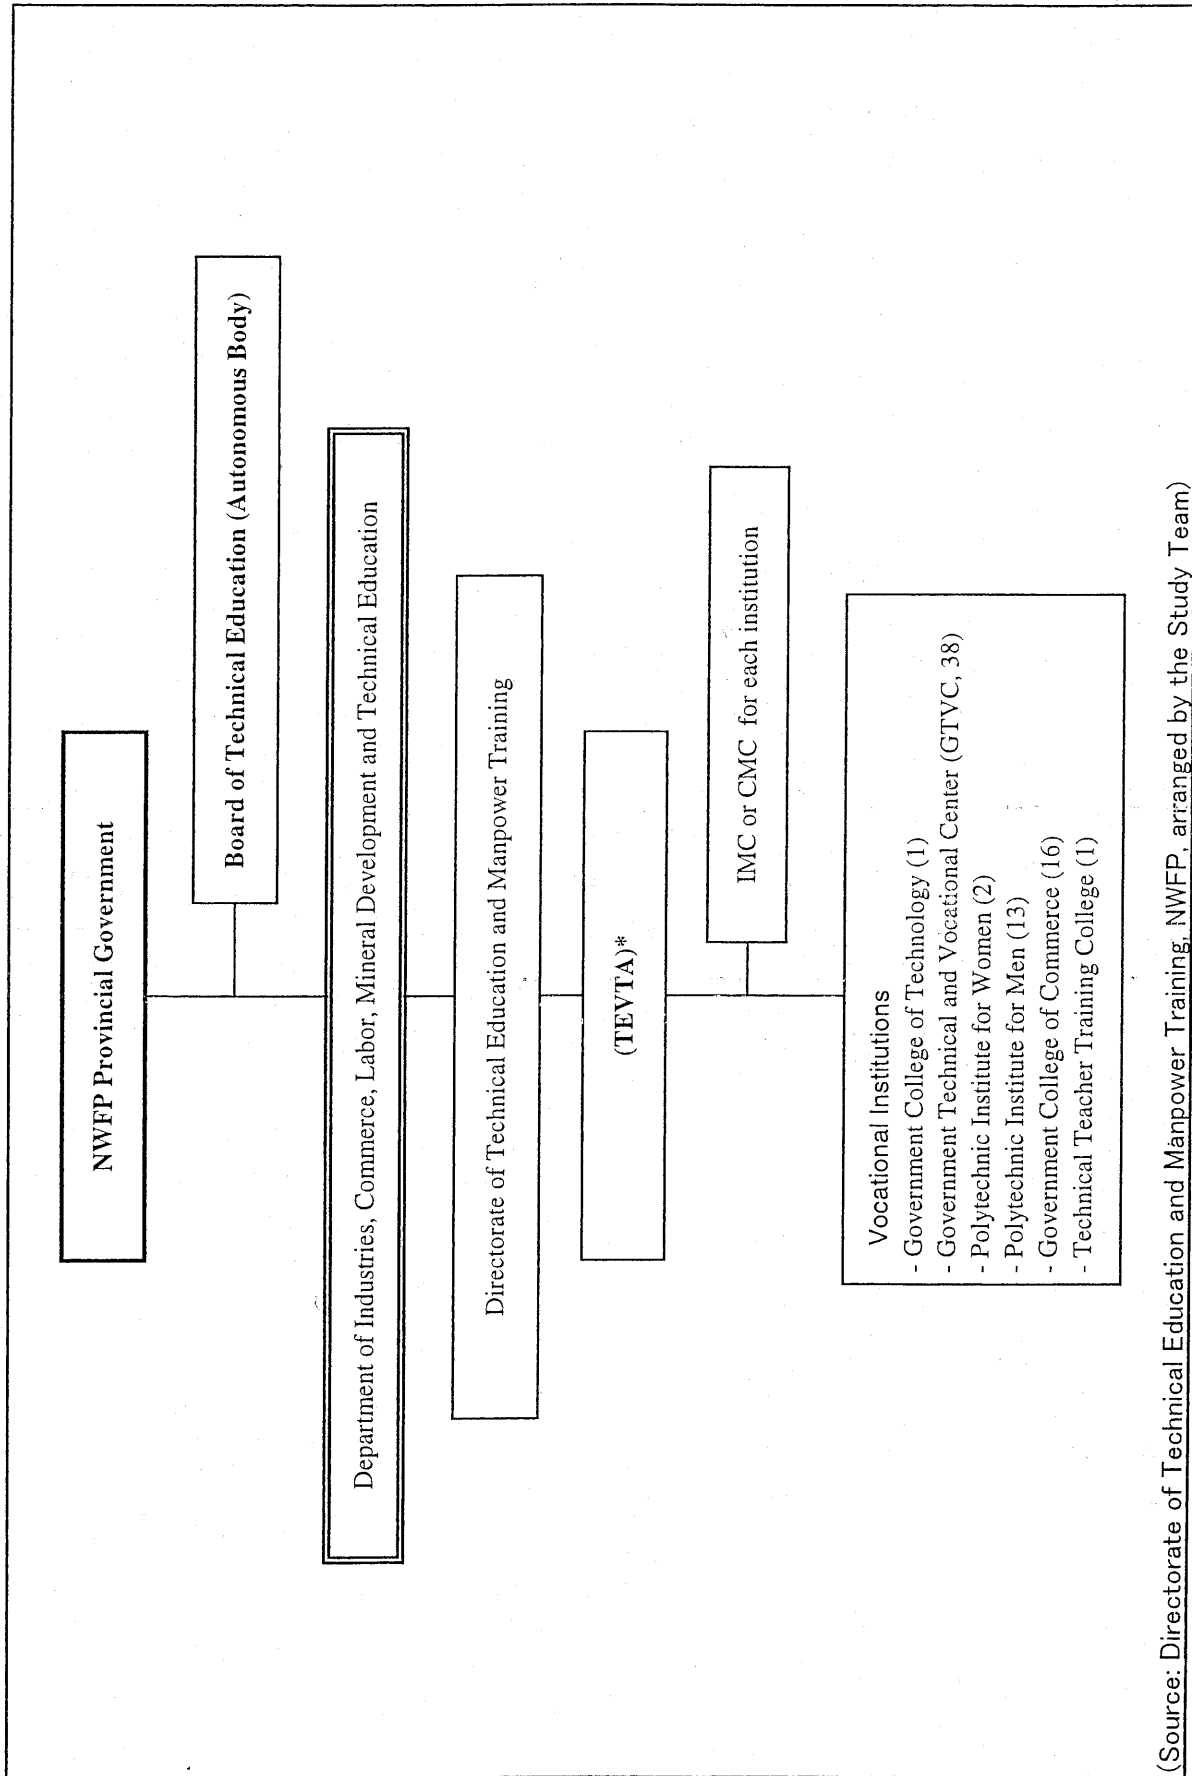 NWFP Provincial Government
Board of Technical Education (Autonomous Body)
Department of Industries, Commerce, Labor, Mineral Development and Technical Education
Directorate of Technical Education and Manpower Training
(TEVTA)*
IMC or CMC for each institution
Vocational Institutions
- Government College of Technology (1)
- Government Technical and Vocational Center (GTVC, 38)
- Polytechnic Institute for Women (2)
- Polytechnic Institute for Men (13)
- Government College of Commerce (16)
- Technical Teacher Training College (1)
(Source: Directorate of Technical Education and Manpower Training, NWFP, arranged by the Study Team)